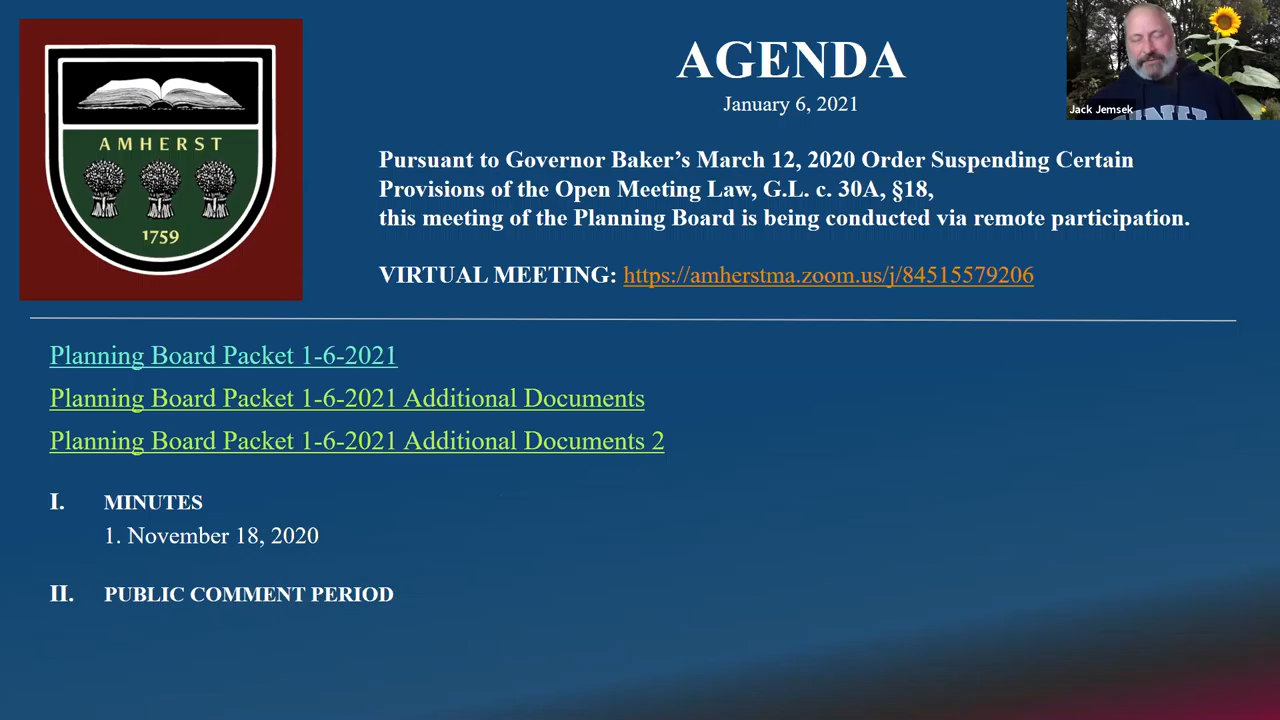 AMHERST
1759
AGENDA
January 6, 2021
Jack Jemsek
Pursuant to Governor Baker’s March 12, 2020 Order Suspending Certain
Provisions of the Open Meeting Law, G.L. c. 30A, §18,
this meeting of the Planning Board is being conducted via remote participation.
VIRTUAL MEETING: https://amherstma.zoom.us/j/84515579206
Planning Board Packet 1-6-2021
Planning Board Packet 1-6-2021 Additional Documents
Planning Board Packet 1-6-2021 Additional Documents 2
I. MINUTES
1. November 18, 2020
II. PUBLIC COMMENT PERIOD